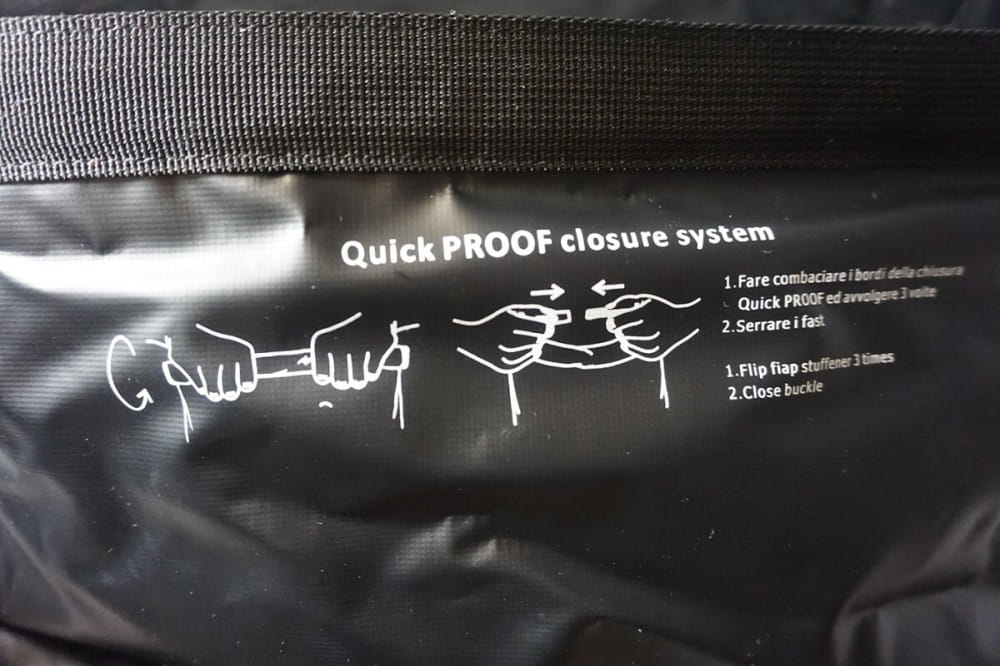 Quick PROOF closure system
1.Fare combaciare i bordi della chiusura
Quick PROOF ed avvolgere 3 volte
2.Serrare i fast
1.Flip fiap stuffener 3 times
2.Close buckle